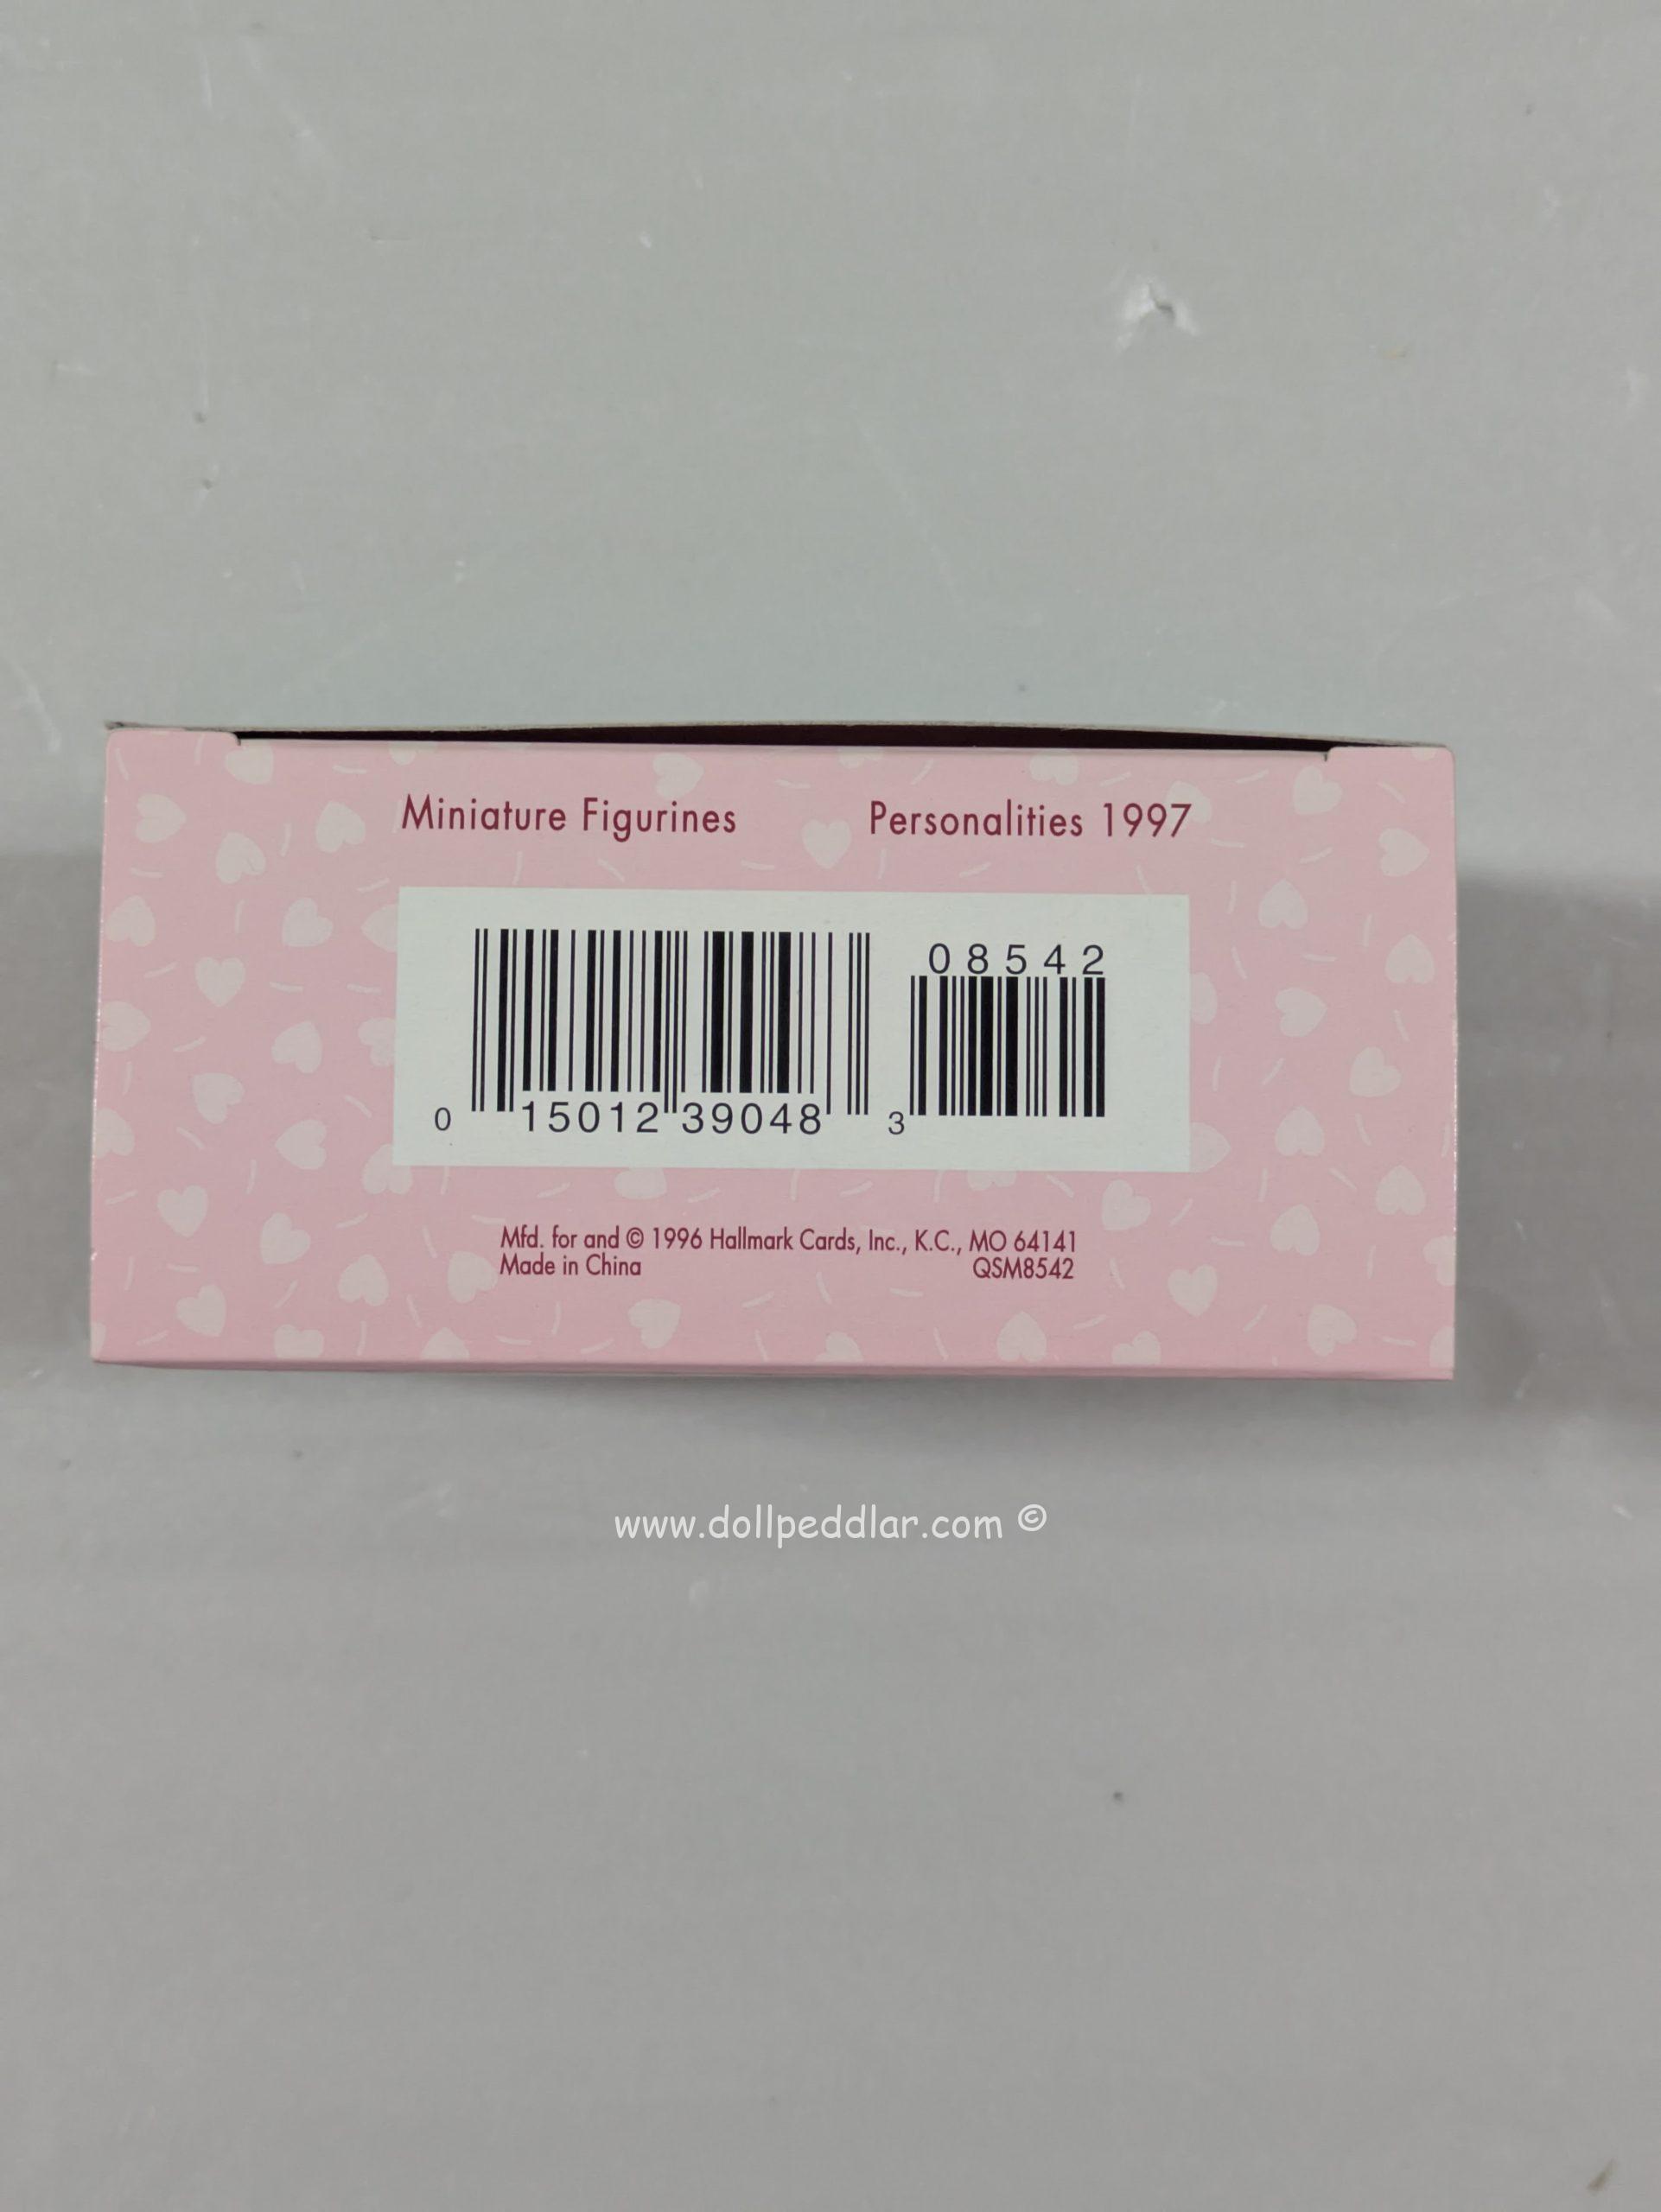 Miniature Figurines Personalities 1997
08542
0 15012 39048 3
Mfd. for and © 1996 Hallmark Cards, Inc., K.C., MO 64141
Made in China QSM8542
www.dollpeddlar.com ©